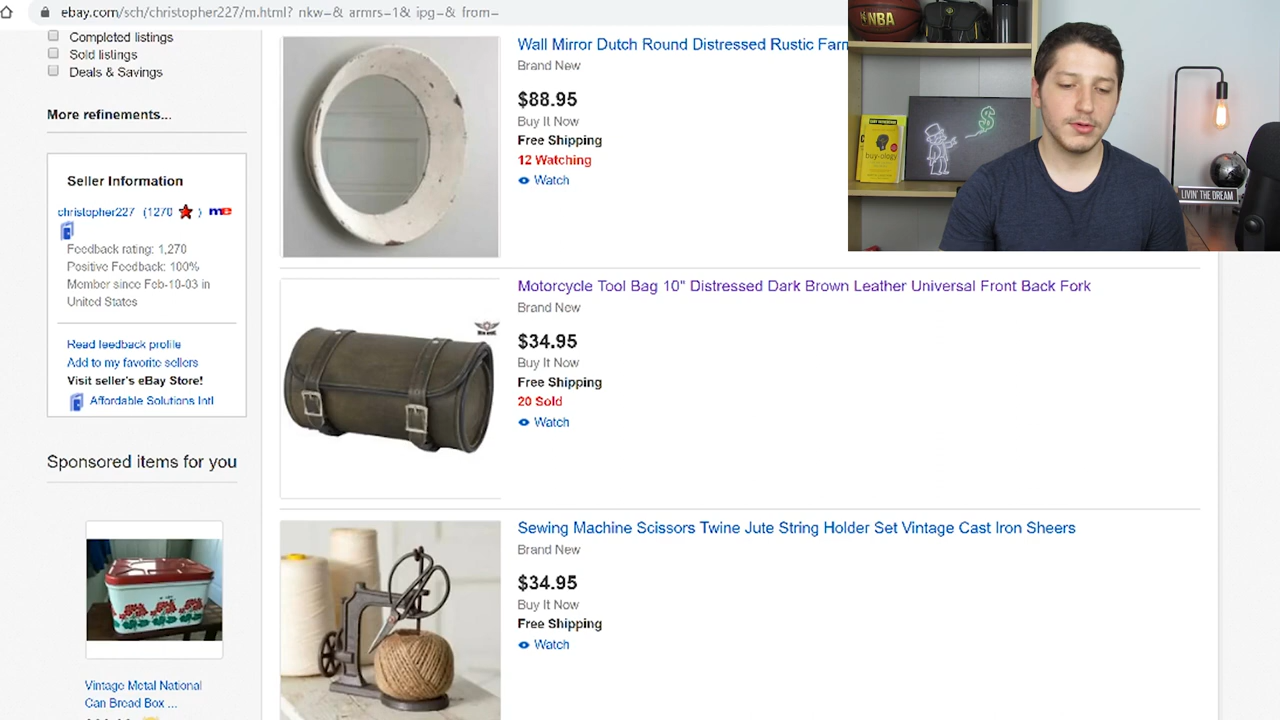 ebay.com/sch/christopher227/m.html?_nkw=&_armrs=1&_ipg=&_from=
Completed listings
Sold listings
Deals & Savings
More refinements...
Seller Information
christopher227 (1270 ) me
Feedback rating: 1,270
Positive Feedback: 100%
Member since Feb-10-03 in
United States
Read feedback profile
Add to my favorite sellers
Visit seller's eBay Store!
Affordable Solutions Intl
Sponsored items for you
Vintage Metal National
Can Bread Box ...
Wall Mirror Dutch Round Distressed Rustic Farm
Brand New
$88.95
Buy It Now
Free Shipping
12 Watching
Watch
Motorcycle Tool Bag 10" Distressed Dark Brown Leather Universal Front Back Fork
Brand New
$34.95
Buy It Now
Free Shipping
20 Sold
Watch
Sewing Machine Scissors Twine Jute String Holder Set Vintage Cast Iron Sheers
Brand New
$34.95
Buy It Now
Free Shipping
Watch
NBA
buy-ology
$
LIVIN' THE DREAM